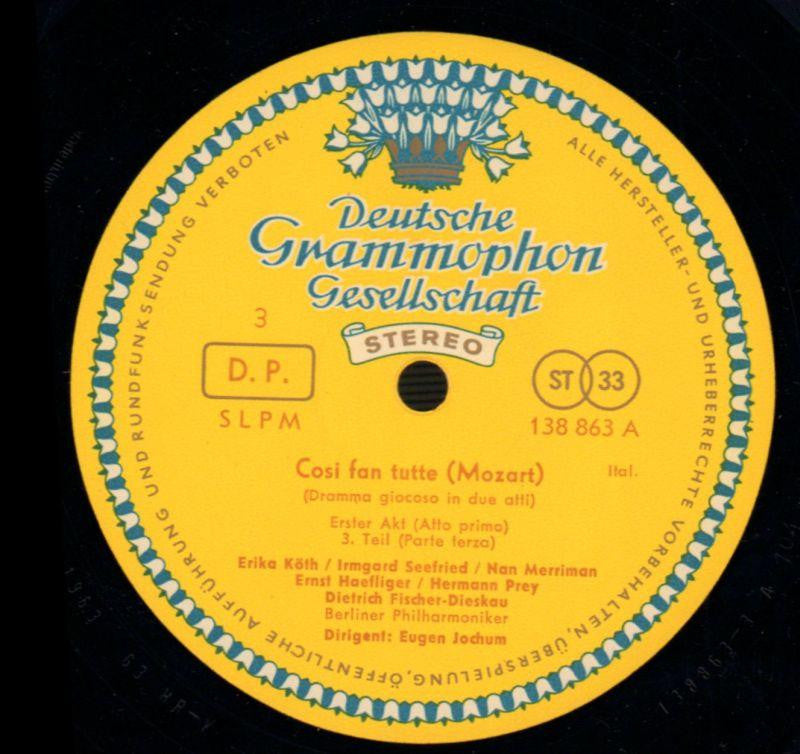 Deutsche
Grammophon
Gesellschaft
STEREO
3
D. P.
SLPM
ST 33
138 863 A
Cosi fan tutte (Mozart)
Ital.
(Dramma giocoso in due atti)
Erster Akt (Atto primo)
3. Teil (Parte terza)
Erika Köth / Irmgard Seefried / Nan Merriman
Ernst Haefliger / Hermann Prey
Dietrich Fischer-Dieskau
Berliner Philharmoniker
Dirigent: Eugen Jochum
ALLE HERSTELLER- UND URHEBERRECHTE VORBEHALTEN, ÜBERSPIELUNG, ÖFFENTLICHE AUFFÜHRUNG UND RUNDFUNKSENDUNG VERBOTEN
1963